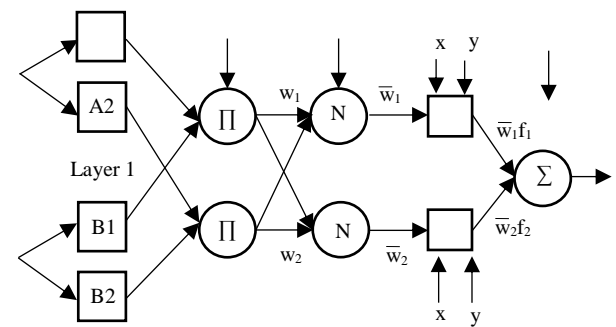 x y
w₁ w̅₁
A2 ∏ N
w̅₁f₁
Layer 1
∑
B1
w̅₂f₂
∏ N
w₂ w̅₂
B2
x y